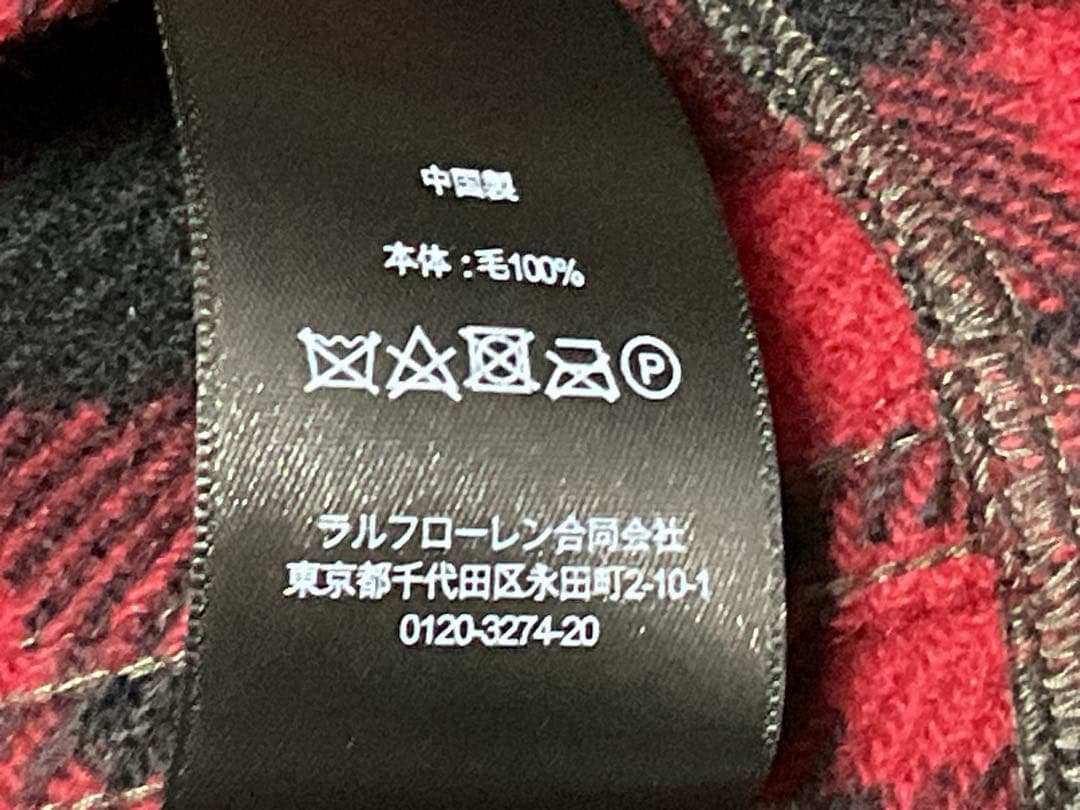 中国製
本体:毛100%
P
ラルフローレン合同会社
東京都千代田区永田町2-10-1
0120-3274-20